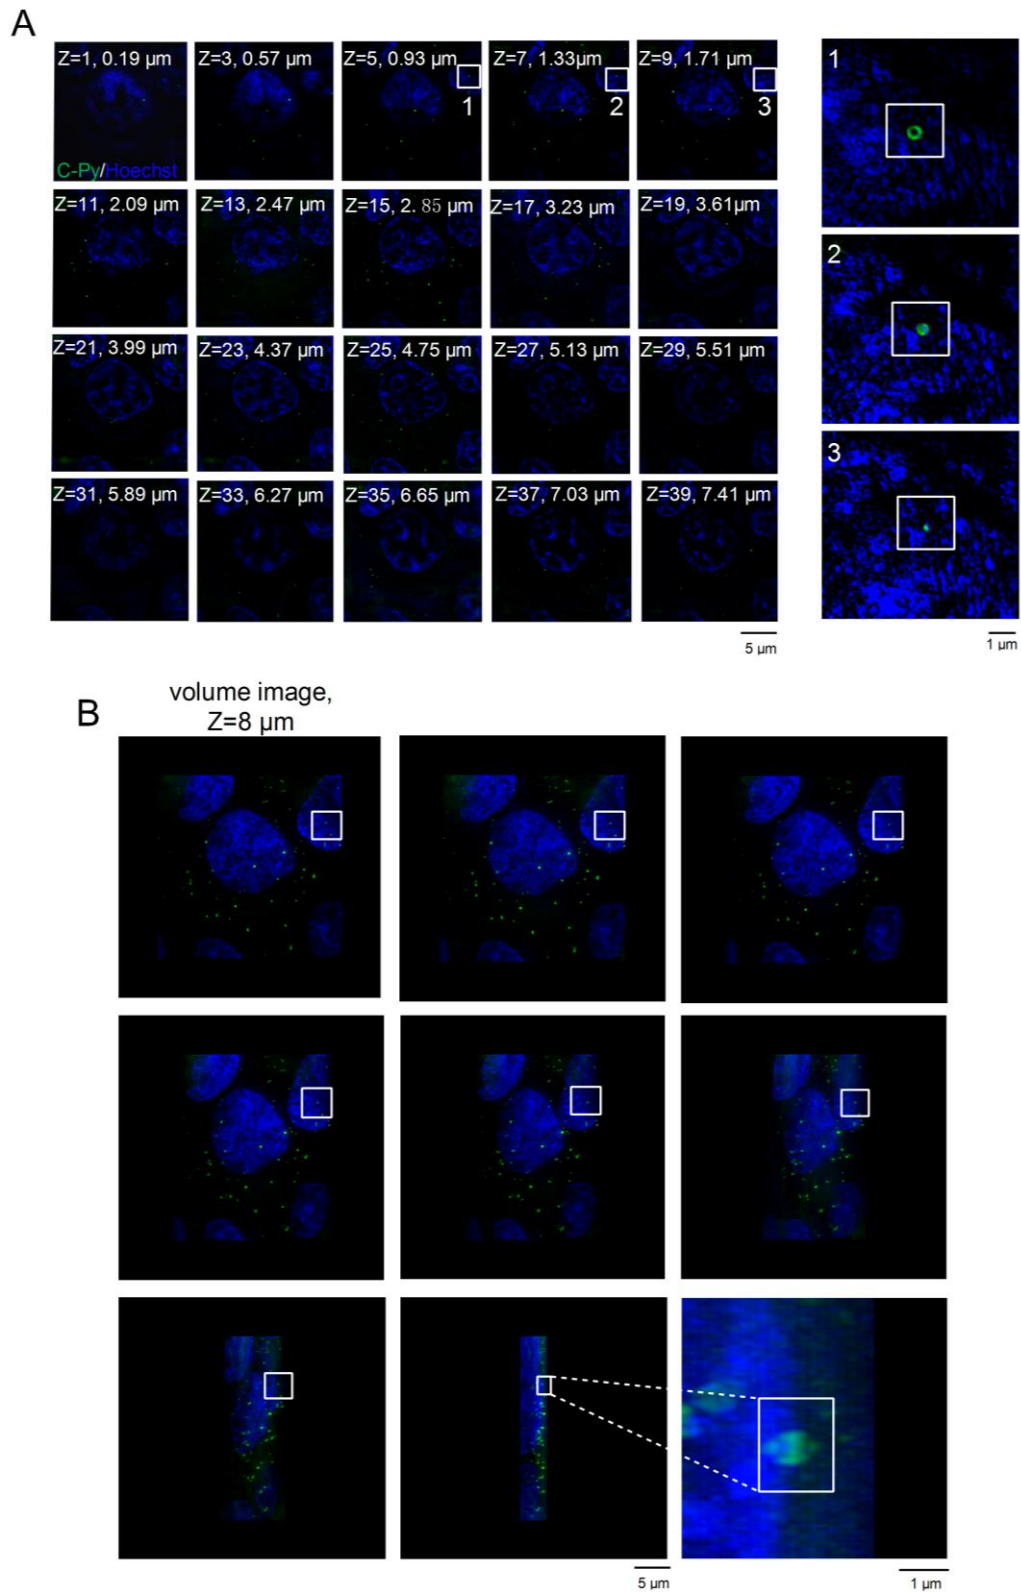 A
Z=1, 0.19 µm
Z=3, 0.57 µm
Z=5, 0.93 µm
Z=7, 1.33µm
Z=9, 1.71 µm
1
2
3
C-Py/Hoechst
Z=11, 2.09 µm
Z=13, 2.47 µm
Z=15, 2. 85 µm
Z=17, 3.23 µm
Z=19, 3.61µm
Z=21, 3.99 µm
Z=23, 4.37 µm
Z=25, 4.75 µm
Z=27, 5.13 µm
Z=29, 5.51 µm
Z=31, 5.89 µm
Z=33, 6.27 µm
Z=35, 6.65 µm
Z=37, 7.03 µm
Z=39, 7.41 µm
5 µm
1
2
3
1 µm
B
volume image,
Z=8 µm
5 µm
1 µm